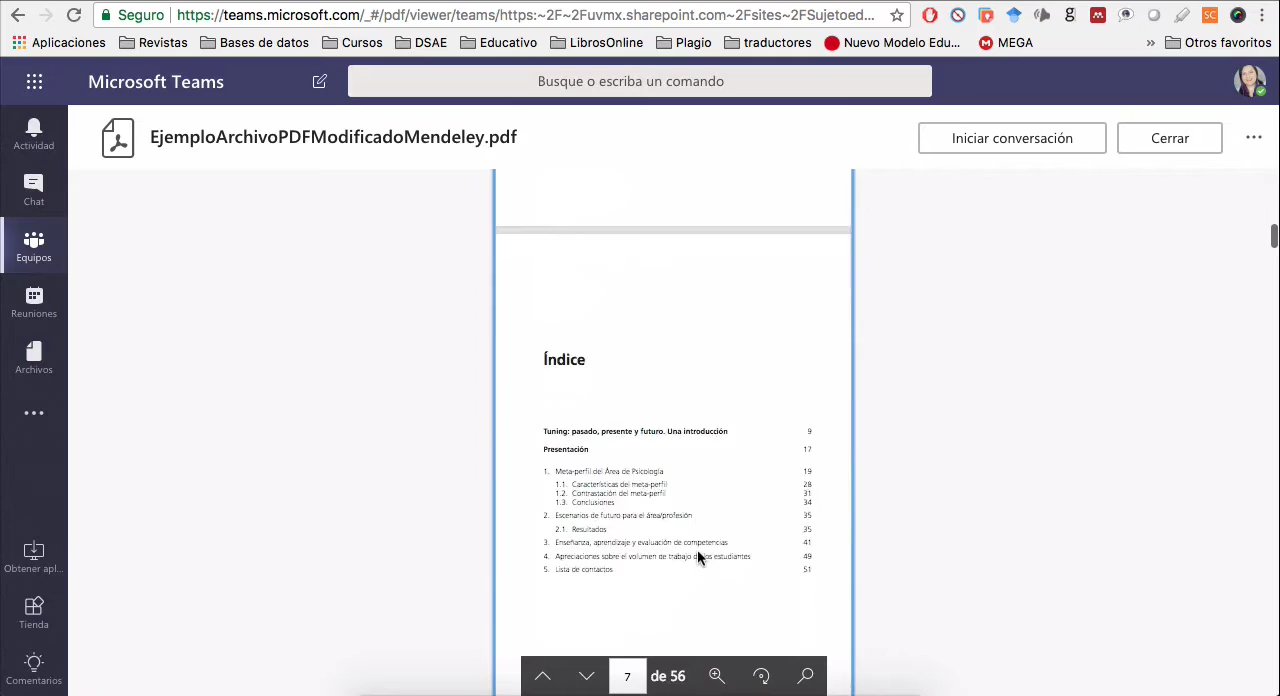 Seguro https://teams.microsoft.com/_#/pdf/viewer/teams/https:~2F~2Fuvmx.sharepoint.com~2Fsites~2FSujetoed...
Aplicaciones Revistas Bases de datos Cursos DSAE Educativo LibrosOnline Plagio traductores Nuevo Modelo Edu... MEGA » Otros favoritos
Microsoft Teams
Busque o escriba un comando
Actividad
Chat
Equipos
Reuniones
Archivos
Obtener apl...
Tienda
Comentarios
EjemploArchivoPDFModificadoMendeley.pdf
Iniciar conversación
Cerrar
Índice
Tuning: pasado, presente y futuro. Una introducción 9
Presentación 17
1. Meta-perfil del Área de Psicología 19
1.1. Características del meta-perfil 28
1.2. Contrastación del meta-perfil 31
1.3. Conclusiones 34
2. Escenarios de futuro para el área/profesión 35
2.1. Resultados 35
3. Enseñanza, aprendizaje y evaluación de competencias 41
4. Apreciaciones sobre el volumen de trabajo de los estudiantes 49
5. Lista de contactos 51
7 de 56